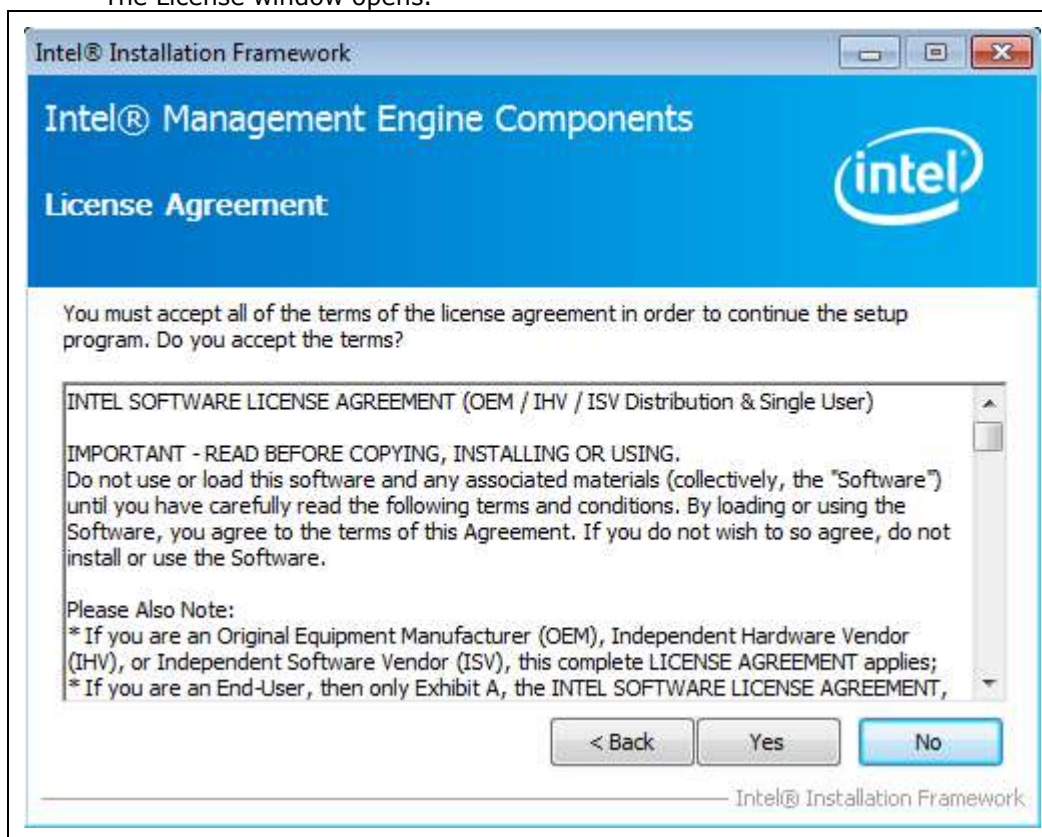 The License window opens.
Intel® Installation Framework
Intel® Management Engine Components
intel
License Agreement
You must accept all of the terms of the license agreement in order to continue the setup
program. Do you accept the terms?
INTEL SOFTWARE LICENSE AGREEMENT (OEM / IHV / ISV Distribution & Single User)
IMPORTANT - READ BEFORE COPYING, INSTALLING OR USING.
Do not use or load this software and any associated materials (collectively, the "Software")
until you have carefully read the following terms and conditions. By loading or using the
Software, you agree to the terms of this Agreement. If you do not wish to so agree, do not
install or use the Software.
Please Also Note:
* If you are an Original Equipment Manufacturer (OEM), Independent Hardware Vendor
(IHV), or Independent Software Vendor (ISV), this complete LICENSE AGREEMENT applies;
* If you are an End-User, then only Exhibit A, the INTEL SOFTWARE LICENSE AGREEMENT,
< Back Yes No
Intel® Installation Framework